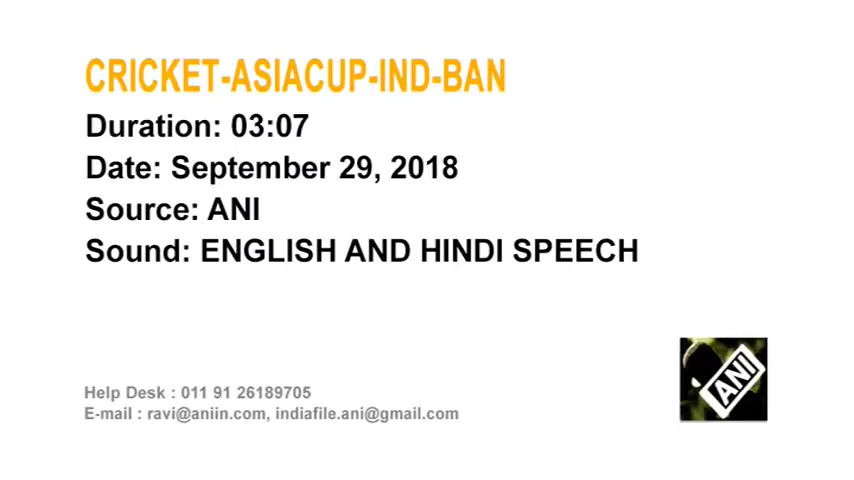 CRICKET-ASIACUP-IND-BAN
Duration: 03:07
Date: September 29, 2018
Source: ANI
Sound: ENGLISH AND HINDI SPEECH
ANI
Help Desk : 011 91 26189705
E-mail : ravi@aniin.com, indiafile.ani@gmail.com